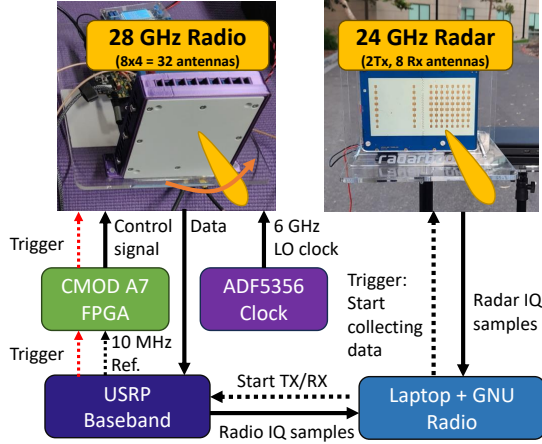 28 GHz Radio
(8x4 = 32 antennas)
24 GHz Radar
(2Tx, 8 Rx antennas)
Trigger
Control
signal
Data
6 GHz
LO clock
Trigger:
Start
collecting
data
Radar IQ
samples
CMOD A7
FPGA
ADF5356
Clock
Trigger
10 MHz
Ref.
USRP
Baseband
Start TX/RX
Radio IQ samples
Laptop + GNU
Radio